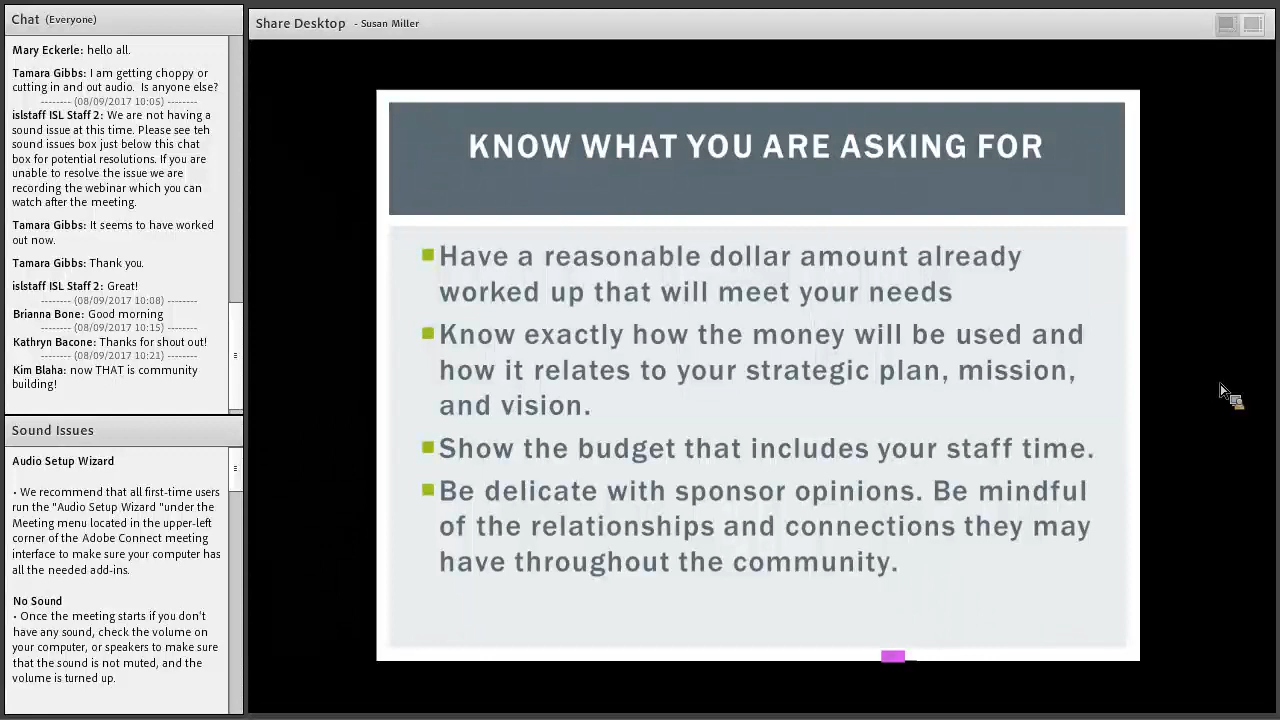 Chat (Everyone)
Mary Eckerle: hello all.
Tamara Gibbs: I am getting choppy or
cutting in and out audio. Is anyone else?
-------- (08/09/2017 10:05) --------
islstaff ISL Staff 2: We are not having a
sound issue at this time. Please see teh
sound issues box just below this chat
box for potential resolutions. If you are
unable to resolve the issue we are
recording the webinar which you can
watch after the meeting.
Tamara Gibbs: It seems to have worked
out now.
Tamara Gibbs: Thank you.
islstaff ISL Staff 2: Great!
-------- (08/09/2017 10:08) --------
Brianna Bone: Good morning
-------- (08/09/2017 10:15) --------
Kathryn Bacone: Thanks for shout out!
-------- (08/09/2017 10:21) --------
Kim Blaha: now THAT is community
building!
Sound Issues
Audio Setup Wizard
• We recommend that all first-time users
run the "Audio Setup Wizard "under the
Meeting menu located in the upper-left
corner of the Adobe Connect meeting
interface to make sure your computer has
all the needed add-ins.
No Sound
• Once the meeting starts if you don't
have any sound, check the volume on
your computer, or speakers to make sure
that the sound is not muted, and the
volume is turned up.
Share Desktop - Susan Miller
KNOW WHAT YOU ARE ASKING FOR
Have a reasonable dollar amount already
worked up that will meet your needs
Know exactly how the money will be used and
how it relates to your strategic plan, mission,
and vision.
Show the budget that includes your staff time.
Be delicate with sponsor opinions. Be mindful
of the relationships and connections they may
have throughout the community.